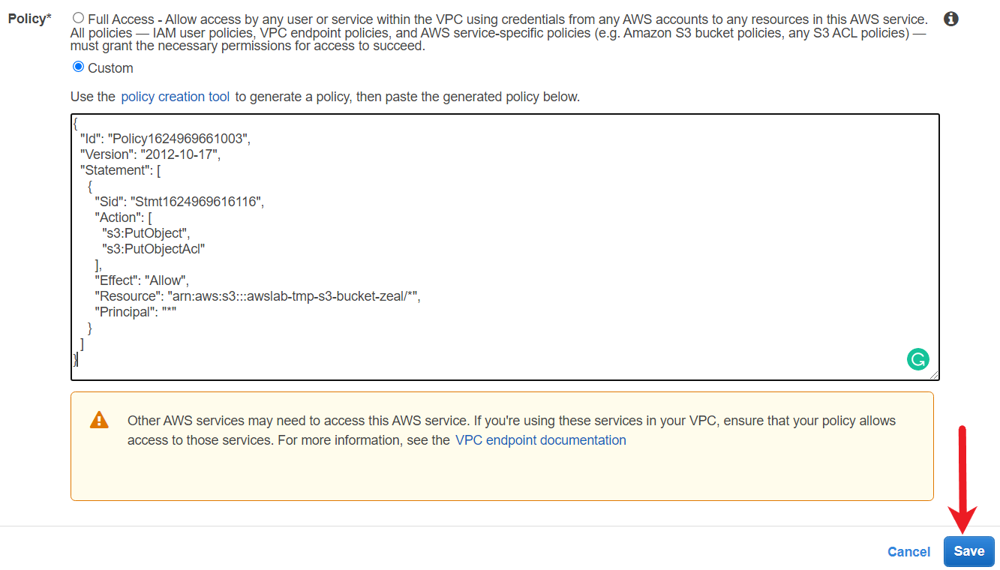 Policy* Full Access - Allow access by any user or service within the VPC using credentials from any AWS accounts to any resources in this AWS service.
All policies — IAM user policies, VPC endpoint policies, and AWS service-specific policies (e.g. Amazon S3 bucket policies, any S3 ACL policies) —
must grant the necessary permissions for access to succeed.
Custom
Use the policy creation tool to generate a policy, then paste the generated policy below.
{
"Id": "Policy1624969661003",
"Version": "2012-10-17",
"Statement": [
{
"Sid": "Stmt1624969616116",
"Action": [
"s3:PutObject",
"s3:PutObjectAcl"
],
"Effect": "Allow",
"Resource": "arn:aws:s3:::awslab-tmp-s3-bucket-zeal/*",
"Principal": "*"
}
]
}
Other AWS services may need to access this AWS service. If you're using these services in your VPC, ensure that your policy allows
access to those services. For more information, see the VPC endpoint documentation
Cancel Save